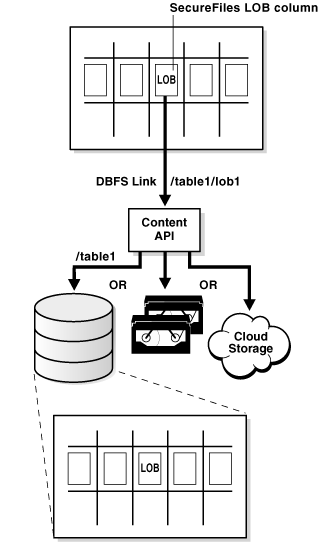 SecureFiles LOB column
LOB
DBFS Link
/table1/lob1
Content
API
/table1
OR
OR
Cloud
Storage
LOB